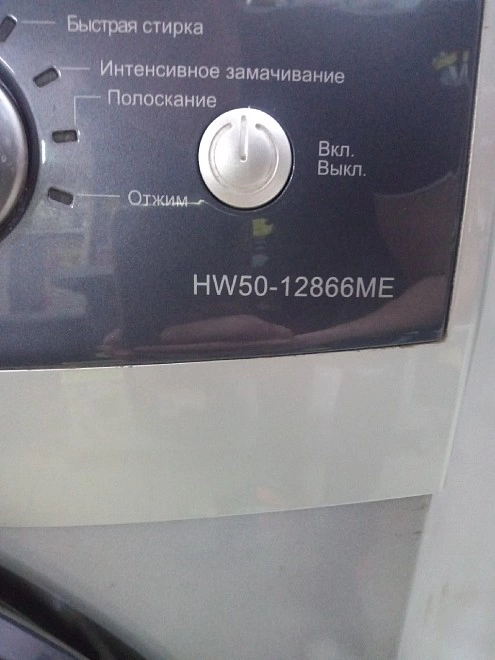 Быстрая стирка
Интенсивное замачивание
Полоскание
Вкл.
Выкл.
Отжим
HW50-12866ME